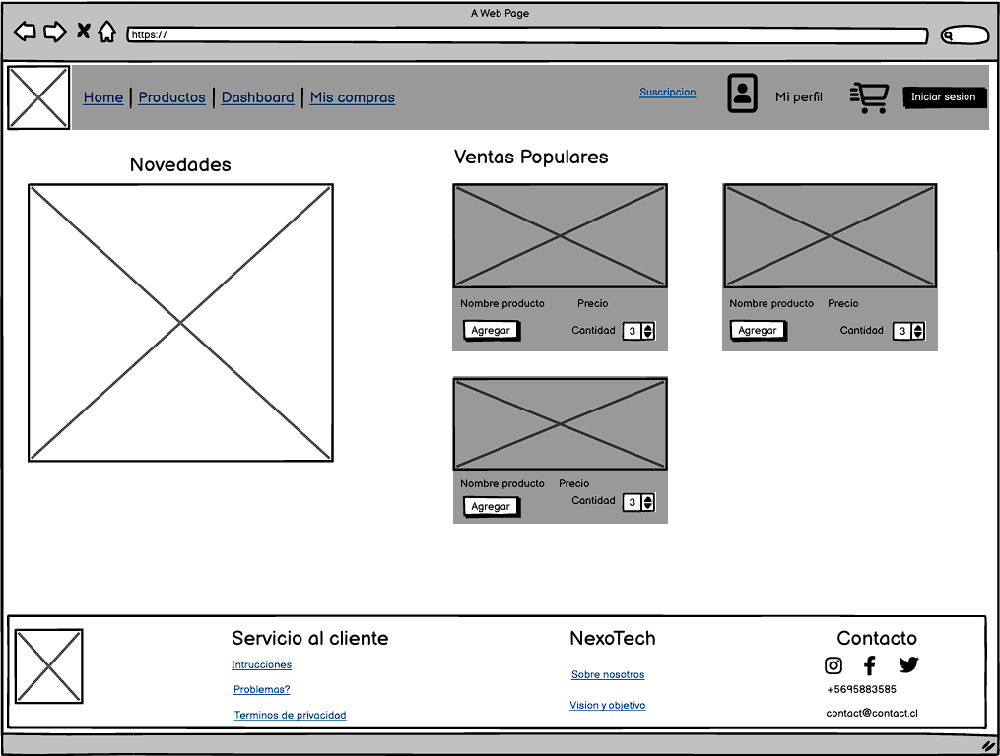 A Web Page
https://
Home | Productos | Dashboard | Mis compras
Suscripcion
Mi perfil
Iniciar sesion
Novedades
Ventas Populares
Nombre producto Precio
Agregar Cantidad 3
Nombre producto Precio
Agregar Cantidad 3
Nombre producto Precio
Cantidad 3
Agregar
Servicio al cliente
Intrucciones
Problemas?
Terminos de privacidad
NexoTech
Sobre nosotros
Vision y objetivo
Contacto
+5695883585
contact@contact.cl